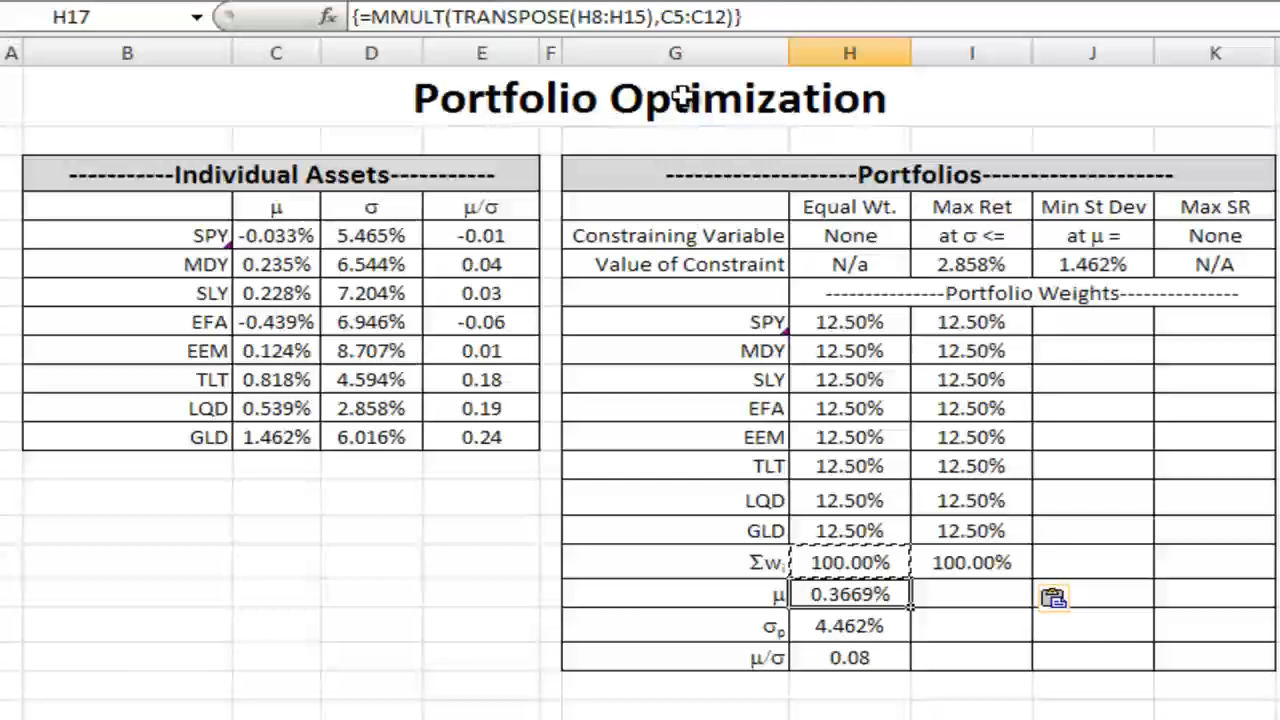 H17 fx {=MMULT(TRANSPOSE(H8:H15),C5:C12)}
A B C D E F G H I J K
Portfolio Optimization
-----------Individual Assets-----------
μ σ μ/σ
SPY -0.033% 5.465% -0.01
MDY 0.235% 6.544% 0.04
SLY 0.228% 7.204% 0.03
EFA -0.439% 6.946% -0.06
EEM 0.124% 8.707% 0.01
TLT 0.818% 4.594% 0.18
LQD 0.539% 2.858% 0.19
GLD 1.462% 6.016% 0.24
--------------------Portfolios--------------------
Equal Wt. Max Ret Min St Dev Max SR
Constraining Variable None at σ <= at μ = None
Value of Constraint N/a 2.858% 1.462% N/A
---------------Portfolio Weights---------------
SPY 12.50% 12.50%
MDY 12.50% 12.50%
SLY 12.50% 12.50%
EFA 12.50% 12.50%
EEM 12.50% 12.50%
TLT 12.50% 12.50%
LQD 12.50% 12.50%
GLD 12.50% 12.50%
Σwi 100.00% 100.00%
μ 0.3669%
σp 4.462%
μ/σ 0.08